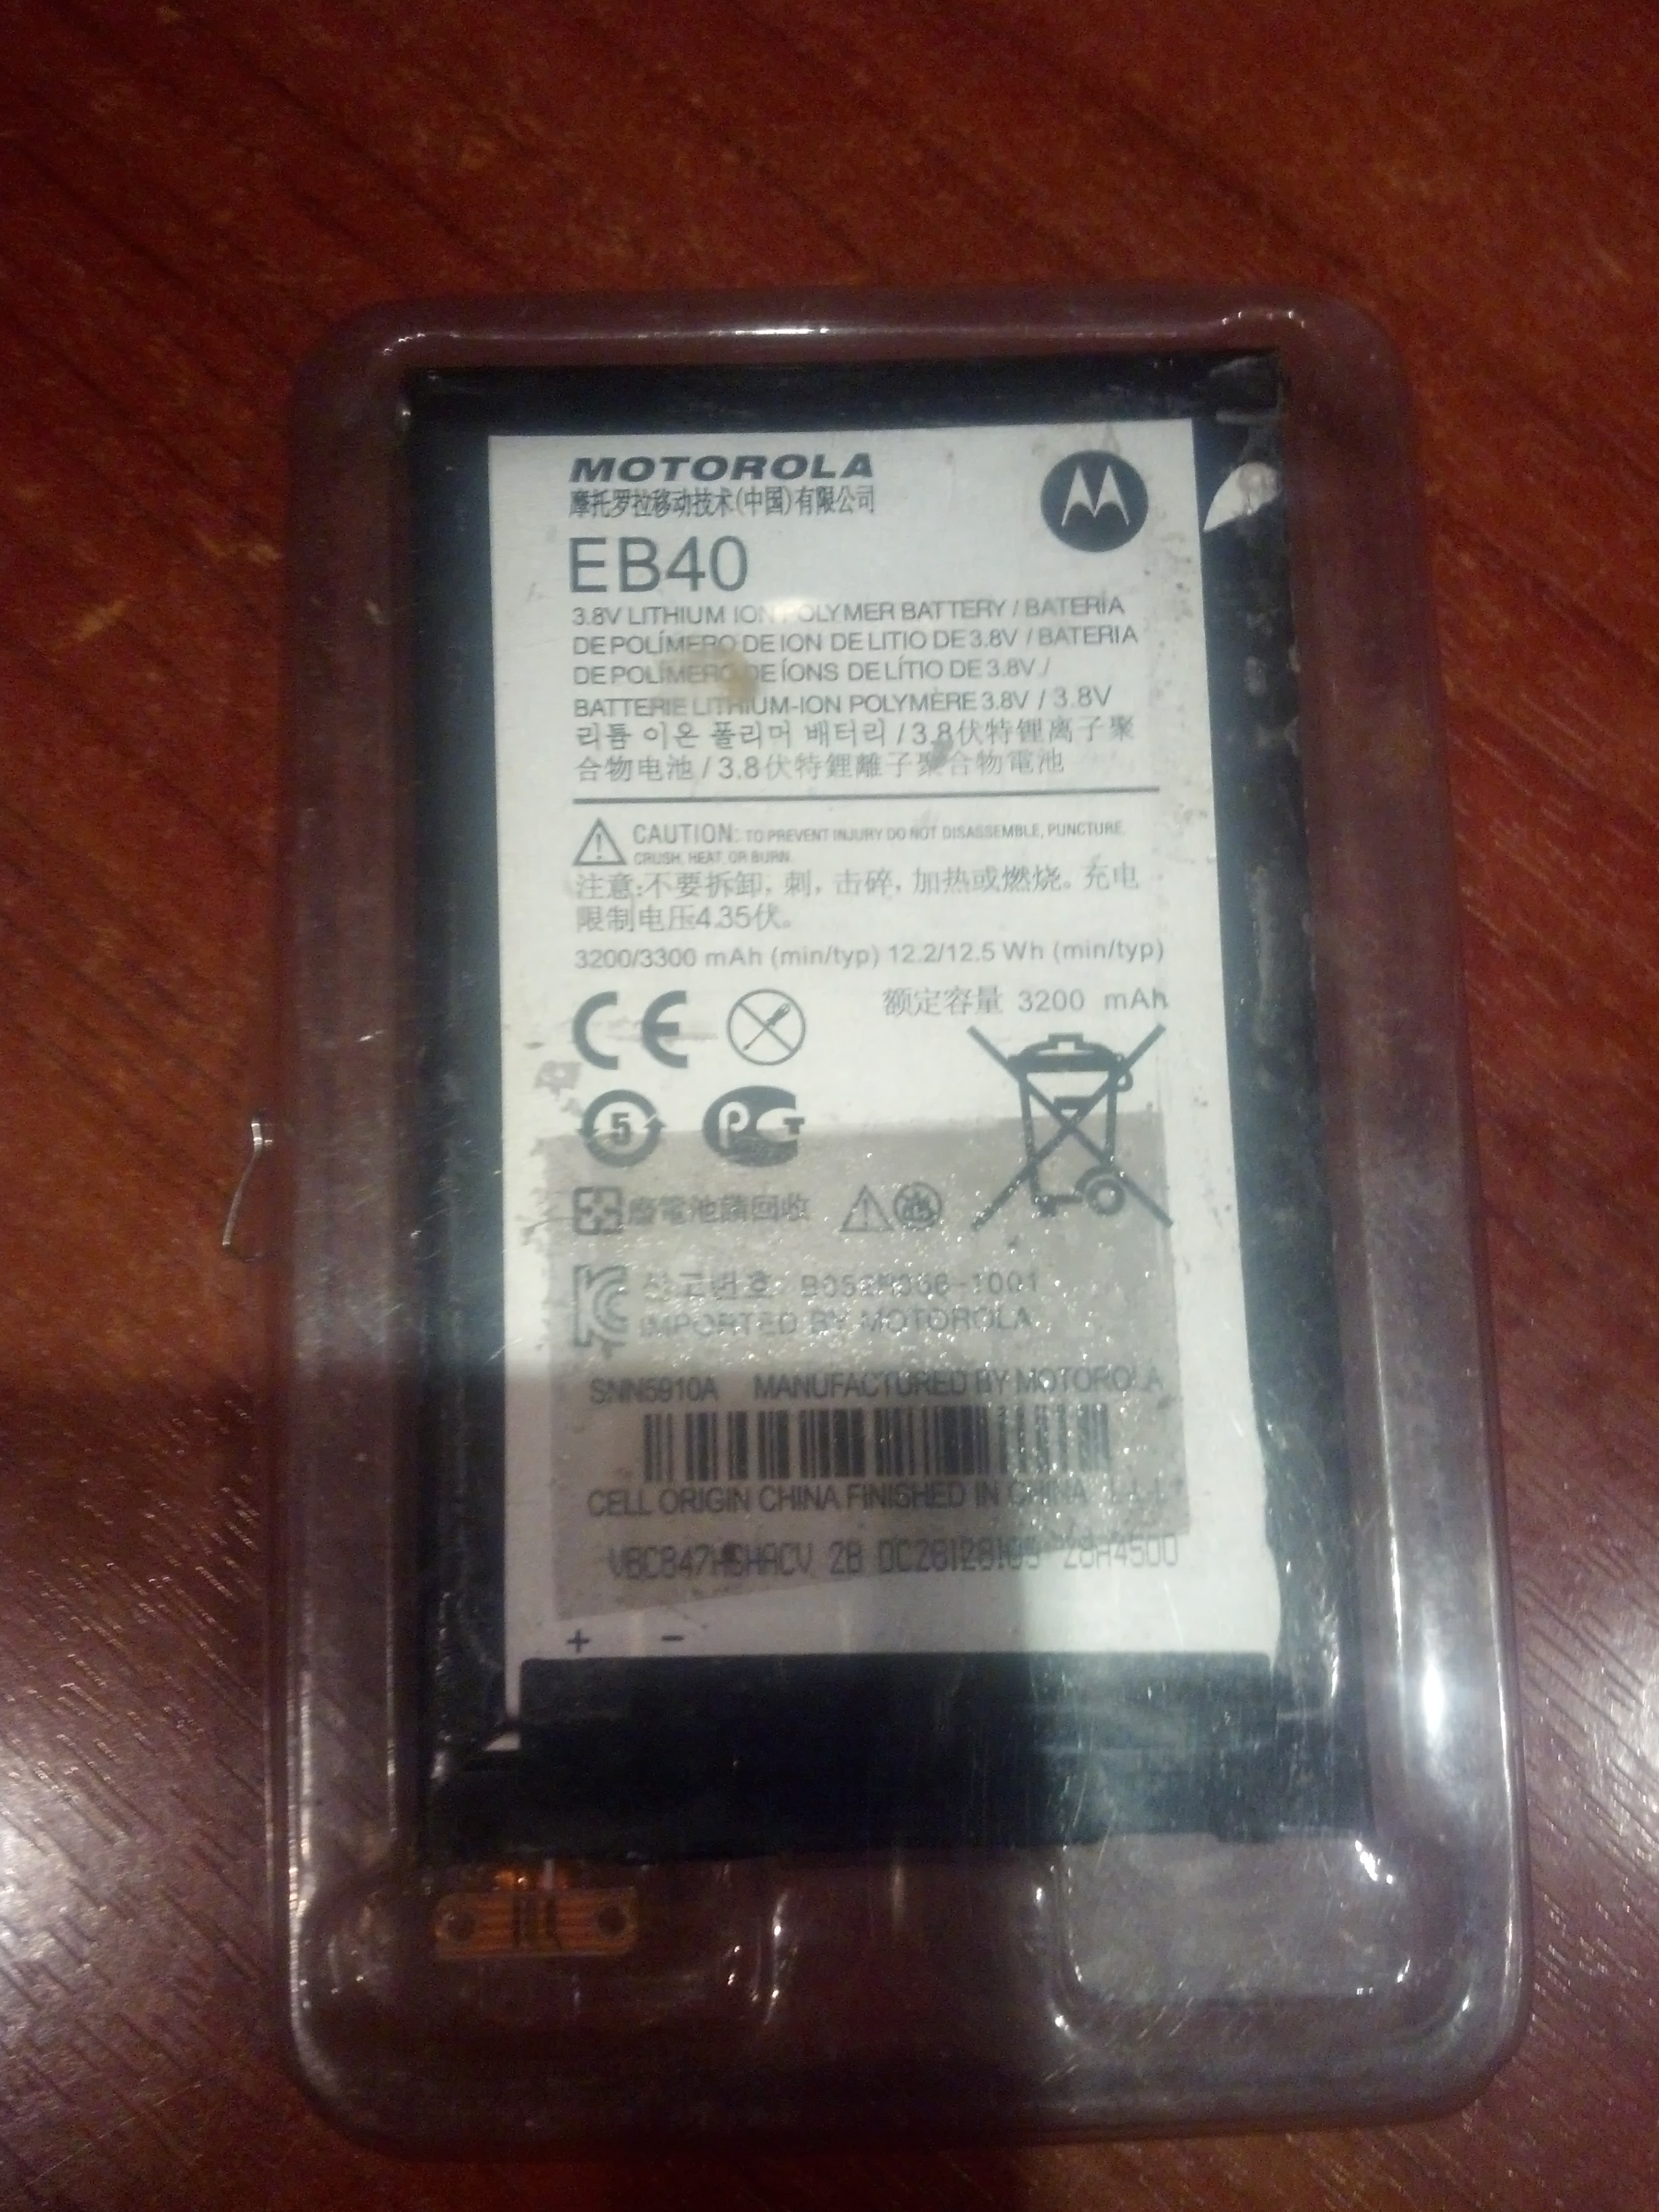 MOTOROLA
摩托罗拉移动技术(中国)有限公司
EB40
3.8V LITHIUM ION POLYMER BATTERY / BATERÍA
DE POLÍMERO DE ION DE LITIO DE 3.8V / BATERIA
DE POLÍMERO DE ÍONS DE LÍTIO DE 3.8V /
BATTERIE LITHIUM-ION POLYMÈRE 3.8V / 3.8V
리튬 이온 폴리머 배터리 / 3.8伏特锂离子聚
合物电池 / 3.8伏特鋰離子聚合物電池
CAUTION: TO PREVENT INJURY DO NOT DISASSEMBLE, PUNCTURE,
CRUSH, HEAT, OR BURN.
注意:不要拆卸, 刺, 击碎, 加热或燃烧。充电
限制电压4.35伏。
3200/3300 mAh (min/typ) 12.2/12.5 Wh (min/typ)
额定容量 3200 mAh
CE
5
廢電池請回收
신고번호:
IMPORTED BY MOTOROLA
SNN5910A MANUFACTURED BY MOTOROLA
CELL ORIGIN CHINA FINISHED IN CHINA
2B
+ −